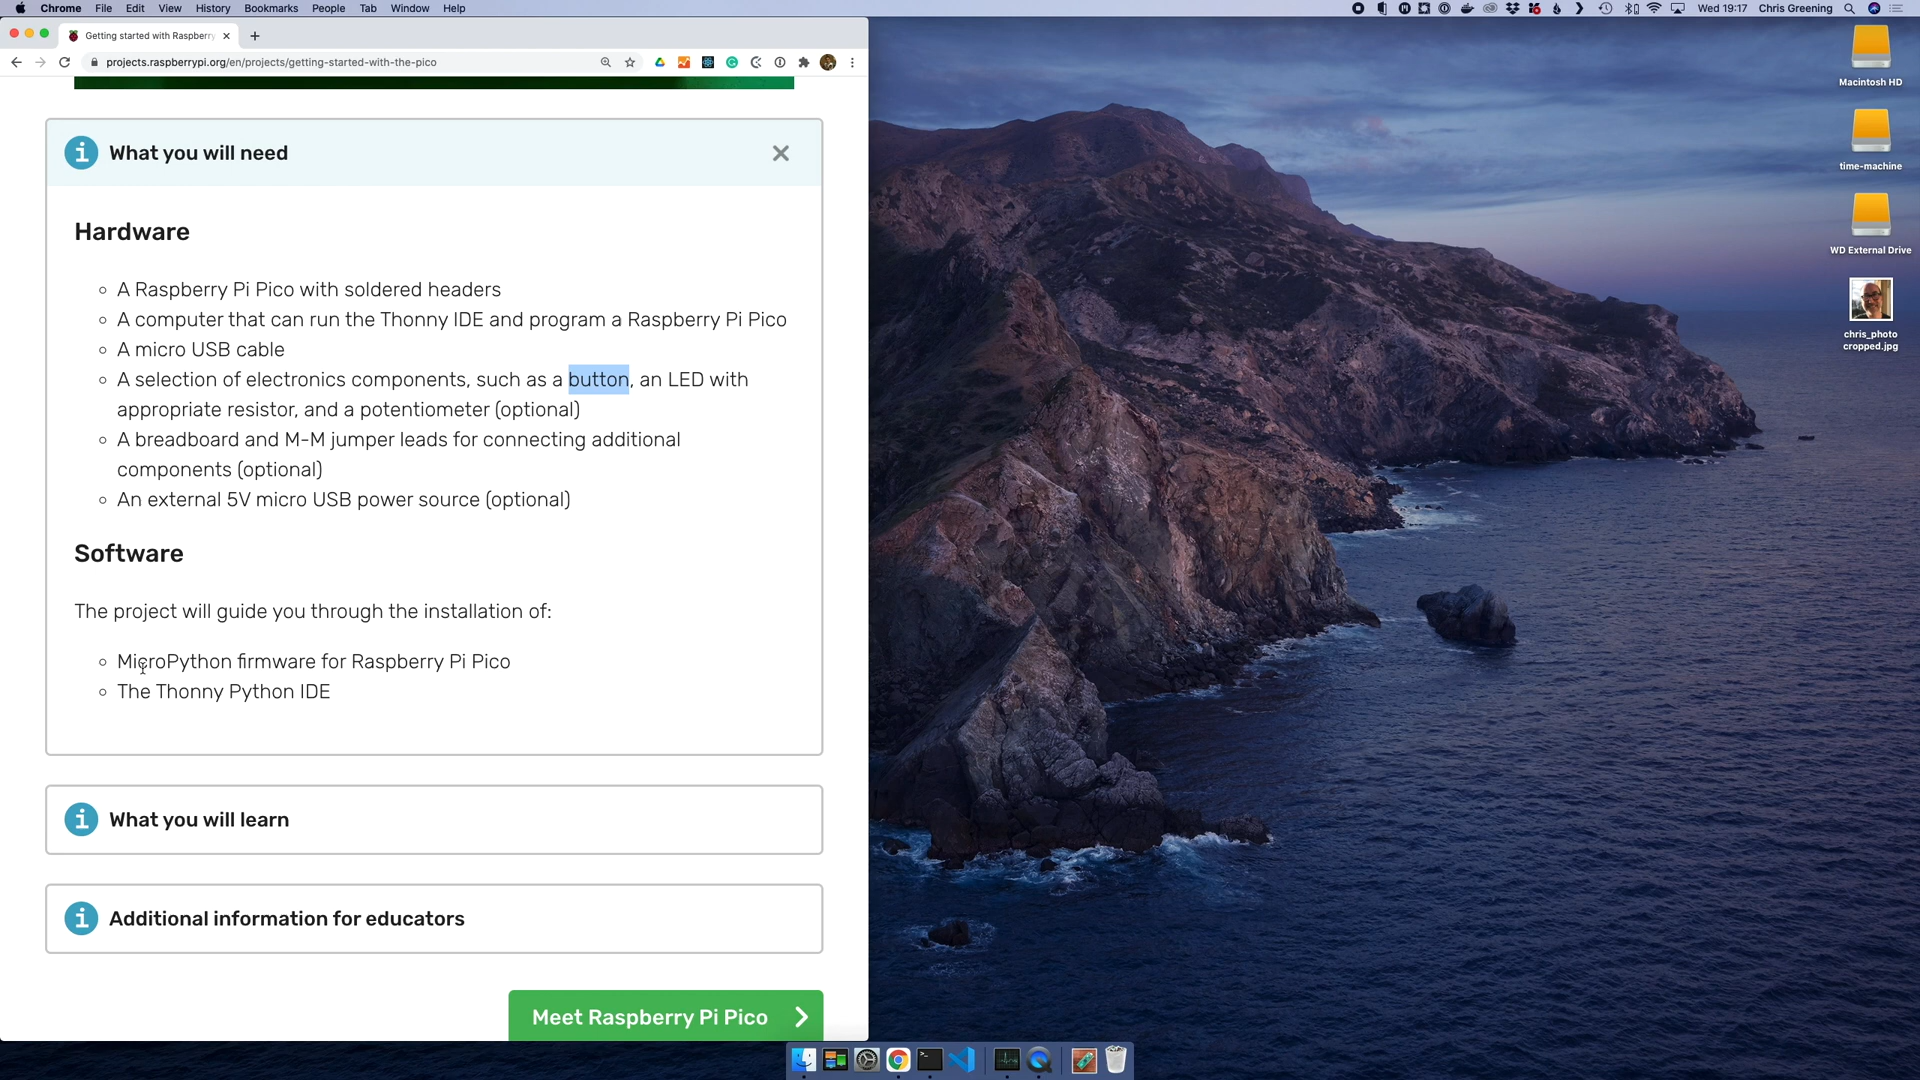 Chrome File Edit View History Bookmarks People Tab Window Help
Wed 19:17 Chris Greening
Getting started with Raspberry
projects.raspberrypi.org/en/projects/getting-started-with-the-pico
What you will need
Hardware
A Raspberry Pi Pico with soldered headers
A computer that can run the Thonny IDE and program a Raspberry Pi Pico
A micro USB cable
A selection of electronics components, such as a button, an LED with
appropriate resistor, and a potentiometer (optional)
A breadboard and M-M jumper leads for connecting additional
components (optional)
An external 5V micro USB power source (optional)
Software
The project will guide you through the installation of:
MicroPython firmware for Raspberry Pi Pico
The Thonny Python IDE
What you will learn
Additional information for educators
Meet Raspberry Pi Pico
Macintosh HD
time-machine
WD External Drive
chris_photo
cropped.jpg